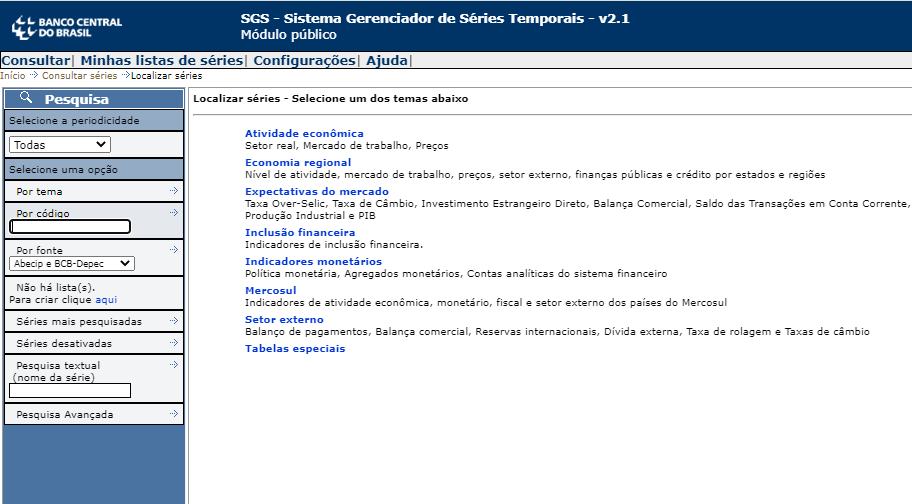 BANCO CENTRAL
DO BRASIL
SGS - Sistema Gerenciador de Séries Temporais - v2.1
Módulo público
Consultar| Minhas listas de séries| Configurações| Ajuda|
Início Consultar séries Localizar séries
Pesquisa
Selecione a periodicidade
Todas
Selecione uma opção
Por tema
Por código
Por fonte
Abecip e BCB-Depec
Não há lista(s).
Para criar clique aqui
Séries mais pesquisadas
Séries desativadas
Pesquisa textual
(nome da série)
Pesquisa Avançada
Localizar séries - Selecione um dos temas abaixo
Atividade econômica
Setor real, Mercado de trabalho, Preços
Economia regional
Nível de atividade, mercado de trabalho, preços, setor externo, finanças públicas e crédito por estados e regiões
Expectativas do mercado
Taxa Over-Selic, Taxa de Câmbio, Investimento Estrangeiro Direto, Balança Comercial, Saldo das Transações em Conta Corrente,
Produção Industrial e PIB
Inclusão financeira
Indicadores de inclusão financeira.
Indicadores monetários
Política monetária, Agregados monetários, Contas analíticas do sistema financeiro
Mercosul
Indicadores de atividade econômica, monetário, fiscal e setor externo dos países do Mercosul
Setor externo
Balanço de pagamentos, Balança comercial, Reservas internacionais, Dívida externa, Taxa de rolagem e Taxas de câmbio
Tabelas especiais